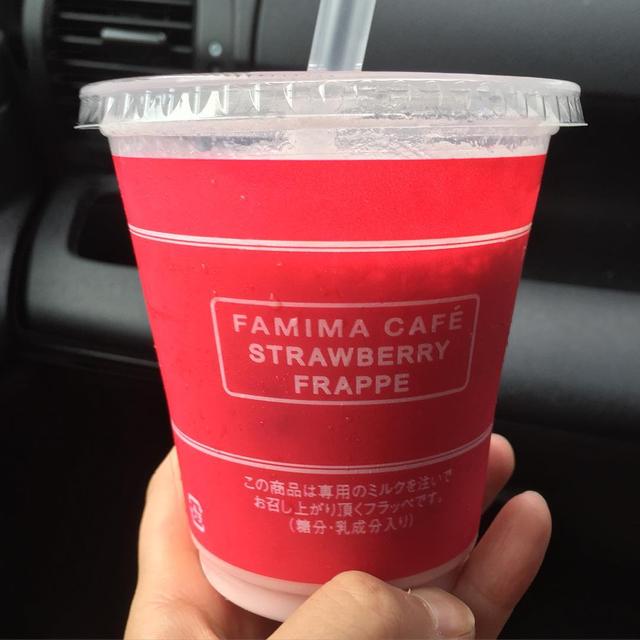 FAMIMA CAFÉ
STRAWBERRY
FRAPPE
この商品は専用のミルクを注いで
お召し上がり頂くフラッペです。
(糖分・乳成分入り)